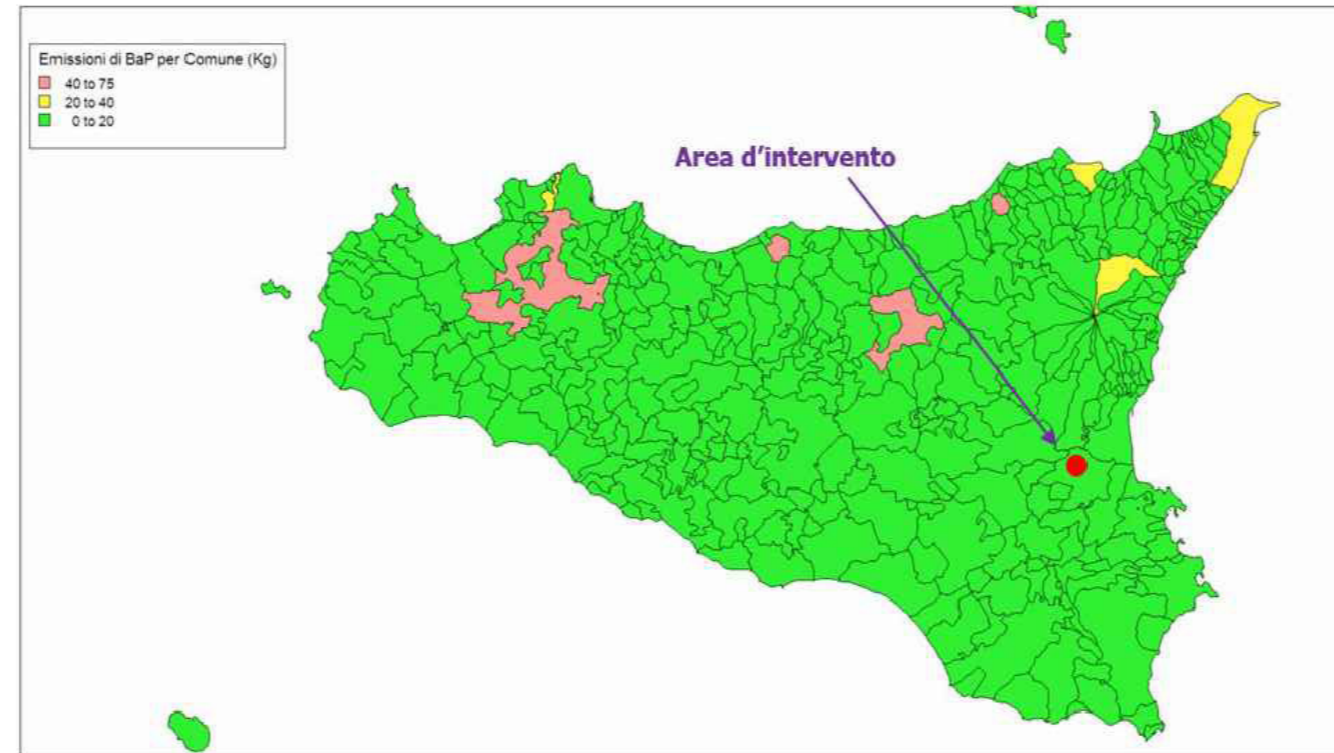 Emissioni di BaP per Comune (Kg)
40 to 75
20 to 40
0 to 20
Area d'intervento